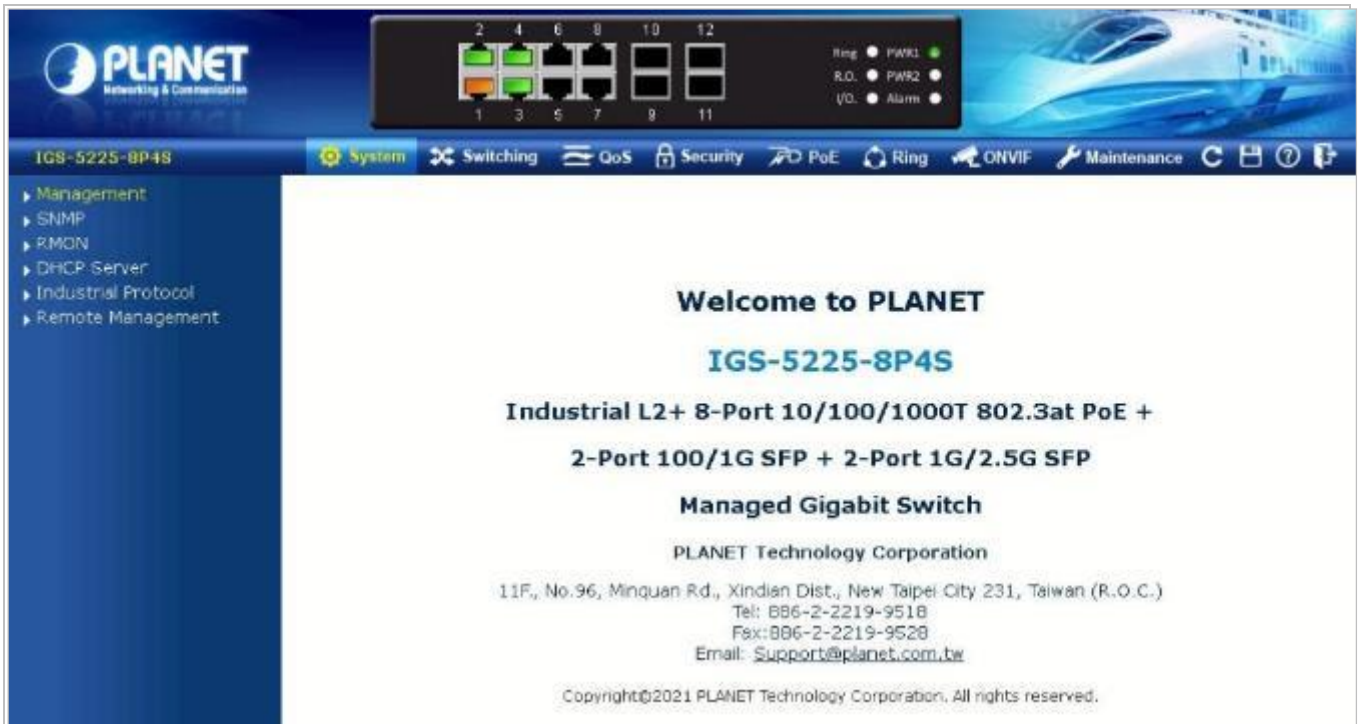 PLANET
Networking & Communication
2 4 6 8 10 12
1 3 5 7 9 11
Ring PWR1
R.O. PWR2
I/O. Alarm
IGS-5225-8P4S
System Switching QoS Security PoE Ring ONVIF Maintenance
Management
SNMP
RMON
DHCP Server
Industrial Protocol
Remote Management
Welcome to PLANET
IGS-5225-8P4S
Industrial L2+ 8-Port 10/100/1000T 802.3at PoE +
2-Port 100/1G SFP + 2-Port 1G/2.5G SFP
Managed Gigabit Switch
PLANET Technology Corporation
11F., No.96, Minquan Rd., Xindian Dist., New Taipei City 231, Taiwan (R.O.C.)
Tel: 886-2-2219-9518
Fax:886-2-2219-9528
Email: Support@planet.com.tw
Copyright©2021 PLANET Technology Corporation. All rights reserved.